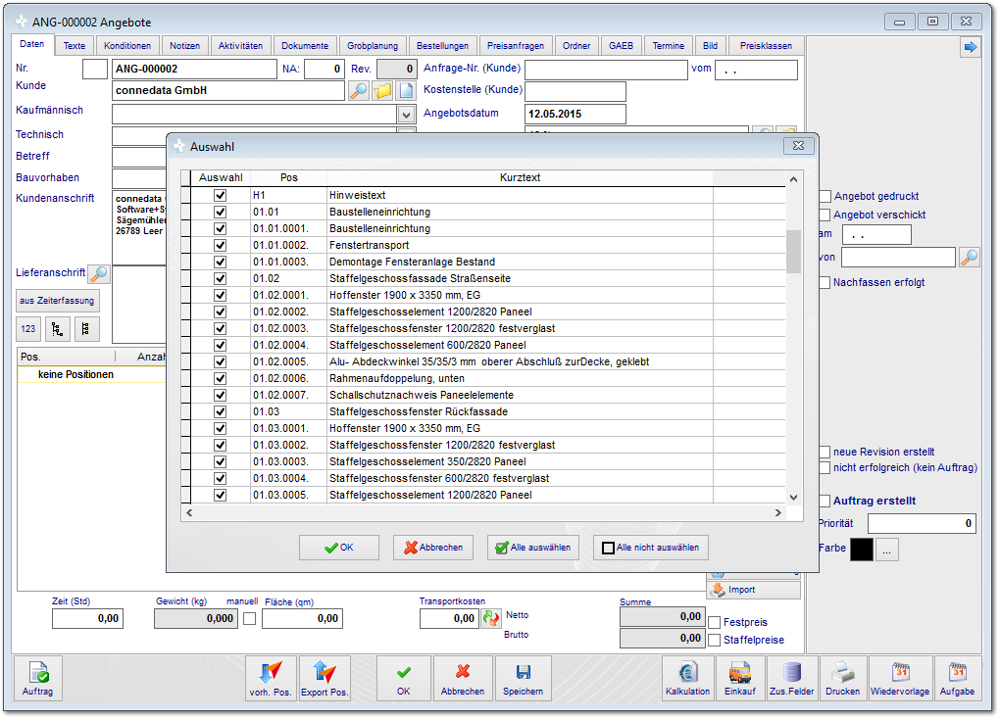 ANG-000002 Angebote
Daten Texte Konditionen Notizen Aktivitäten Dokumente Grobplanung Bestellungen Preisanfragen Ordner GAEB Termine Bild Preisklassen
Nr. ANG-000002 NA: 0 Rev. 0 Anfrage-Nr. (Kunde) vom . .
Kunde connedata GmbH Kostenstelle (Kunde)
Kaufmännisch Angebotsdatum 12.05.2015
Technisch
Betreff
Bauvorhaben
Kundenanschrift connedata
Software+Sy
Sägemühlen
26789 Leer
Lieferanschrift
aus Zeiterfassung
123
Pos. Anzah
keine Positionen
Auswahl
Auswahl Pos Kurztext
H1 Hinweistext
01.01 Baustelleneinrichtung
01.01.0001. Baustelleneinrichtung
01.01.0002. Fenstertransport
01.01.0003. Demontage Fensteranlage Bestand
01.02 Staffelgeschossfassade Straßenseite
01.02.0001. Hoffenster 1900 x 3350 mm, EG
01.02.0002. Staffelgeschosselement 1200/2820 Paneel
01.02.0003. Staffelgeschossfenster 1200/2820 festverglast
01.02.0004. Staffelgeschosselement 600/2820 Paneel
01.02.0005. Alu- Abdeckwinkel 35/35/3 mm oberer Abschluß zurDecke, geklebt
01.02.0006. Rahmenaufdoppelung, unten
01.02.0007. Schallschutznachweis Paneelelemente
01.03 Staffelgeschossfenster Rückfassade
01.03.0001. Hoffenster 1900 x 3350 mm, EG
01.03.0002. Staffelgeschossfenster 1200/2820 festverglast
01.03.0003. Staffelgeschosselement 350/2820 Paneel
01.03.0004. Staffelgeschossfenster 600/2820 festverglast
01.03.0005. Staffelgeschosselement 1200/2820 Paneel
OK Abbrechen Alle auswählen Alle nicht auswählen
Angebot gedruckt
Angebot verschickt
am . .
von
Nachfassen erfolgt
neue Revision erstellt
nicht erfolgreich (kein Auftrag)
Auftrag erstellt
Priorität 0
Farbe ...
Import
Zeit (Std) Gewicht (kg) manuell Fläche (qm) Transportkosten Summe
0,00 0,000 0,00 0,00 Netto 0,00 Festpreis
Brutto 0,00 Staffelpreise
Auftrag vorh. Pos. Export Pos. OK Abbrechen Speichern Kalkulation Einkauf Zus.Felder Drucken Wiedervorlage Aufgabe